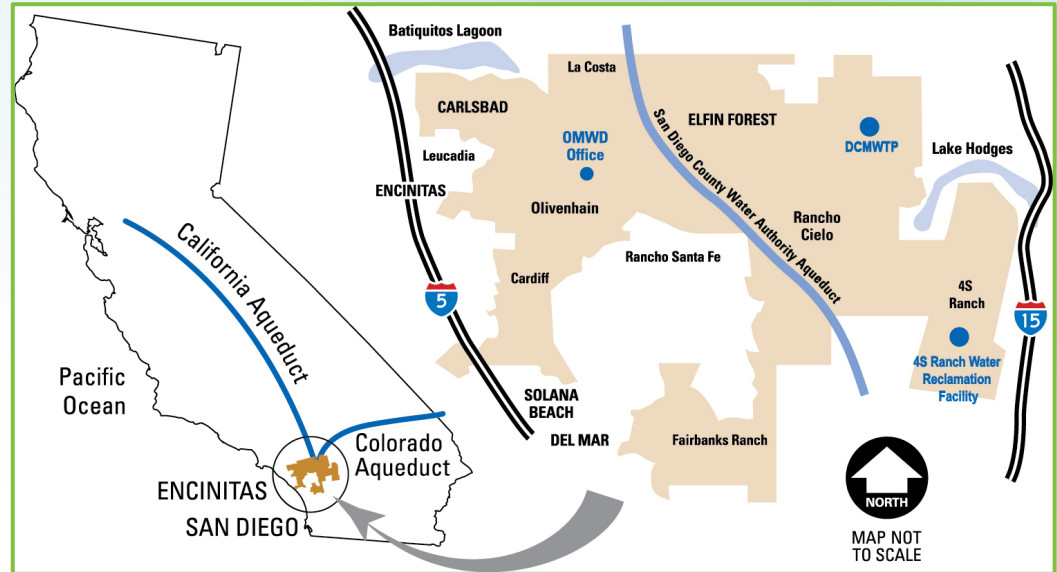 California Aqueduct
Pacific
Ocean
Colorado
Aqueduct
ENCINITAS
SAN DIEGO
Batiquitos Lagoon
La Costa
CARLSBAD
ELFIN FOREST
OMWD
Office
DCMWTP
Lake Hodges
Leucadia
ENCINITAS
San Diego County Water Authority Aqueduct
Olivenhain
Rancho
Cielo
Rancho Santa Fe
Cardiff
5
4S
Ranch
15
4S Ranch Water
Reclamation
Facility
SOLANA
BEACH
DEL MAR
Fairbanks Ranch
NORTH
MAP NOT
TO SCALE